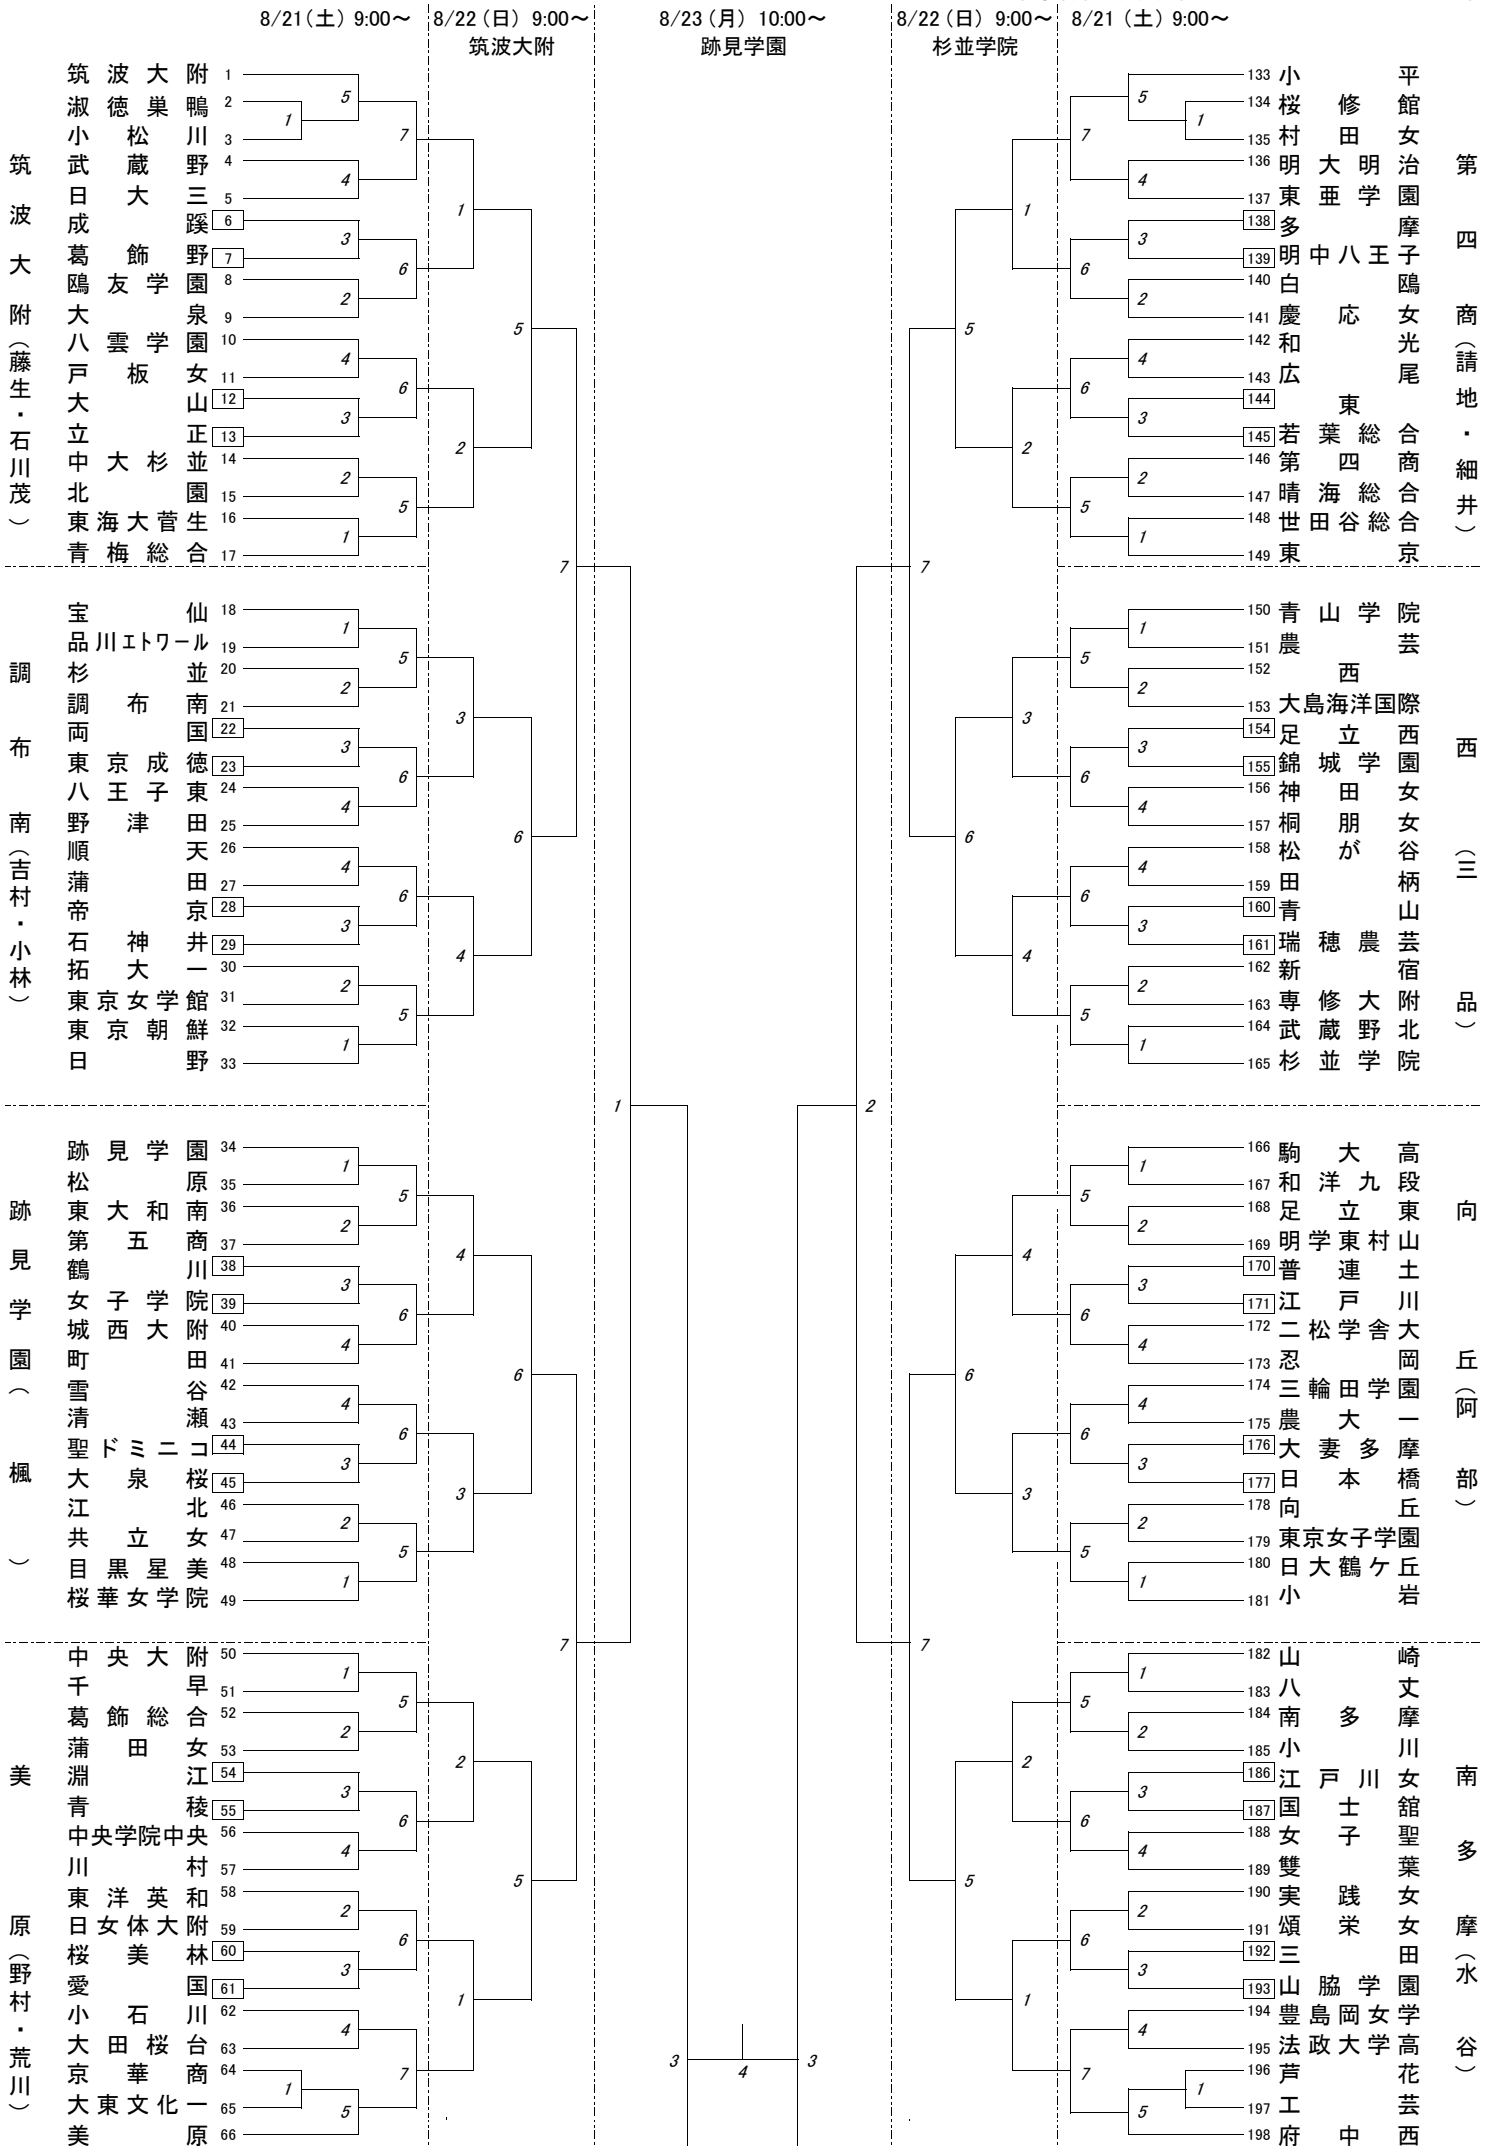 8/21(土) 9:00～
8/22(日) 9:00～
8/23(月) 10:00～
8/22(日) 9:00～
8/21(土) 9:00～
筑波大附
跡見学園
杉並学院
筑波大附(藤生・石川茂)
筑波大附 1
淑徳巣鴨 2
小松川 3
武蔵野 4
日大三 5
成蹊 6
葛飾野 7
鴎友学園 8
大泉 9
八雲学園 10
戸板女 11
大山 12
立正 13
中大杉並 14
北園 15
東海大菅生 16
青梅総合 17
調布南(吉村・小林)
宝仙 18
品川エトワール 19
杉並 20
調布南 21
両国 22
東京成徳 23
八王子東 24
野津田 25
順天 26
蒲田 27
帝京 28
石神井 29
拓大一 30
東京女学館 31
東京朝鮮 32
日野 33
跡見学園(楓)
跡見学園 34
松原 35
東大和南 36
第五商 37
鶴川 38
女子学院 39
城西大附 40
町田 41
雪谷 42
清瀬 43
聖ドミニコ 44
大泉桜 45
江北 46
共立女 47
目黒星美 48
桜華女学院 49
美原(野村・荒川)
中央大附 50
千早 51
葛飾総合 52
蒲田女 53
淵江 54
青稜 55
中央学院中央 56
川村 57
東洋英和 58
日女体大附 59
桜美林 60
愛国 61
小石川 62
大田桜台 63
京華商 64
大東文化一 65
美原 66
第四商(請地・細井)
133 小平
134 桜修館
135 村田女
136 明大明治
137 東亜学園
138 多摩
139 明中八王子
140 白鴎
141 慶応女
142 和光
143 広尾
144 東
145 若葉総合
146 第四商
147 晴海総合
148 世田谷総合
149 東京
西(三品)
150 青山学院
151 農芸
152 西
153 大島海洋国際
154 足立西
155 錦城学園
156 神田女
157 桐朋女
158 松が谷
159 田柄
160 青山
161 瑞穂農芸
162 新宿
163 専修大附
164 武蔵野北
165 杉並学院
向丘(阿部)
166 駒大高
167 和洋九段
168 足立東
169 明学東村山
170 普連土
171 江戸川
172 二松学舎大
173 忍岡
174 三輪田学園
175 農大一
176 大妻多摩
177 日本橋
178 向丘
179 東京女子学園
180 日大鶴ケ丘
181 小岩
南多摩(水谷)
182 山崎
183 八丈
184 南多摩
185 小川
186 江戸川女
187 国士舘
188 女子聖
189 雙葉
190 実践女
191 頌栄女
192 三田
193 山脇学園
194 豊島岡女学
195 法政大学高
196 芦花
197 工芸
198 府中西
1
2
3
4
3